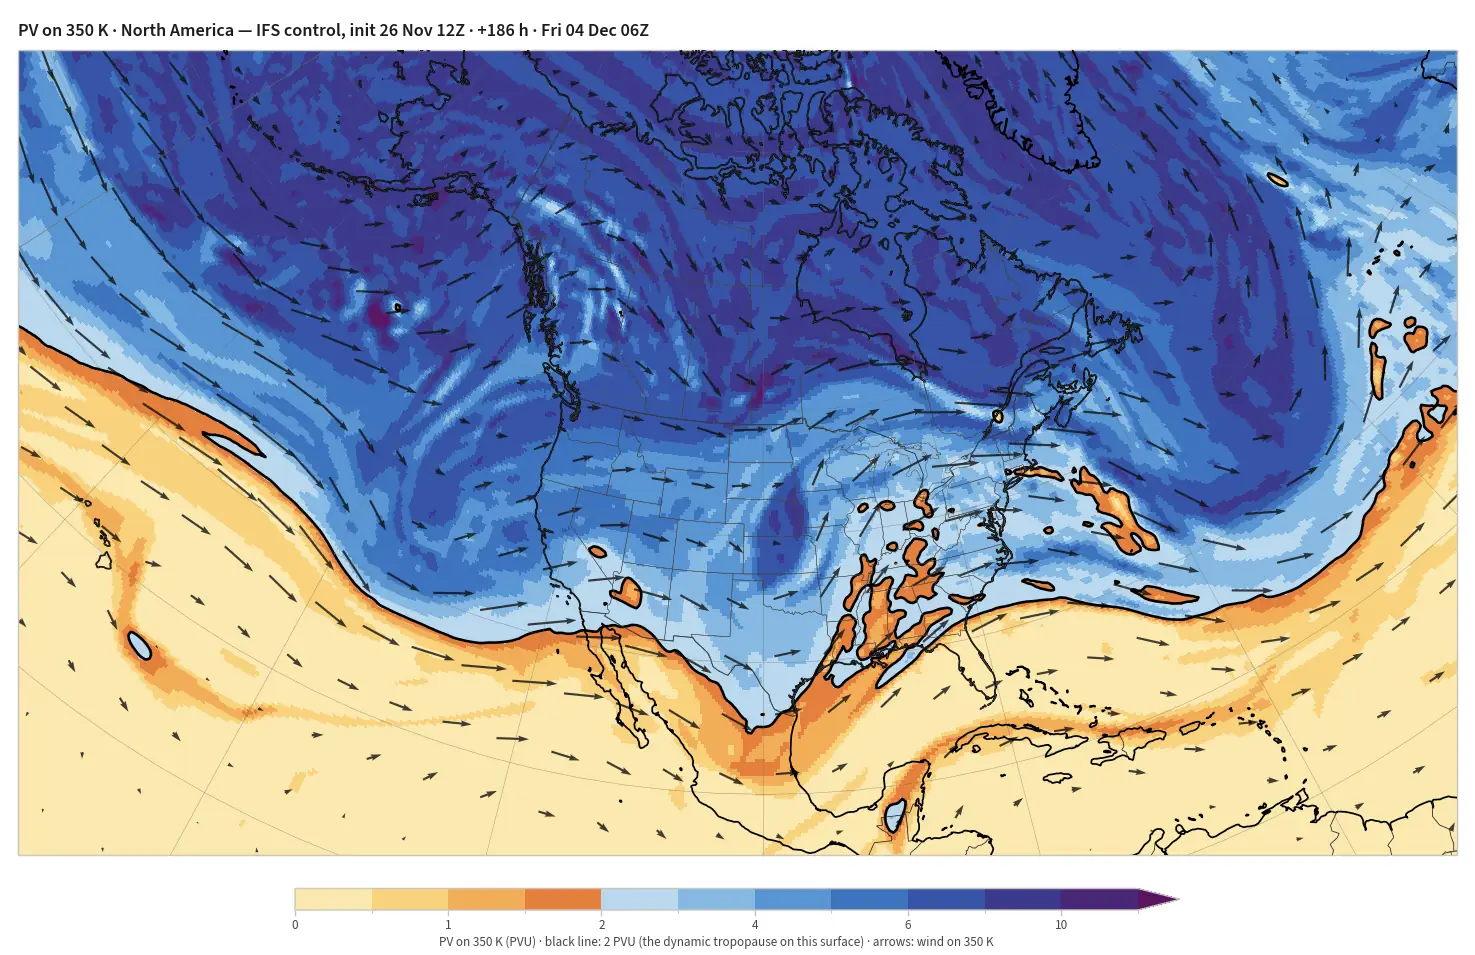 PV on 350 K · North America — IFS control, init 26 Nov 12Z · +186 h · Fri 04 Dec 06Z
0 1 2 4 6 10
PV on 350 K (PVU) · black line: 2 PVU (the dynamic tropopause on this surface) · arrows: wind on 350 K